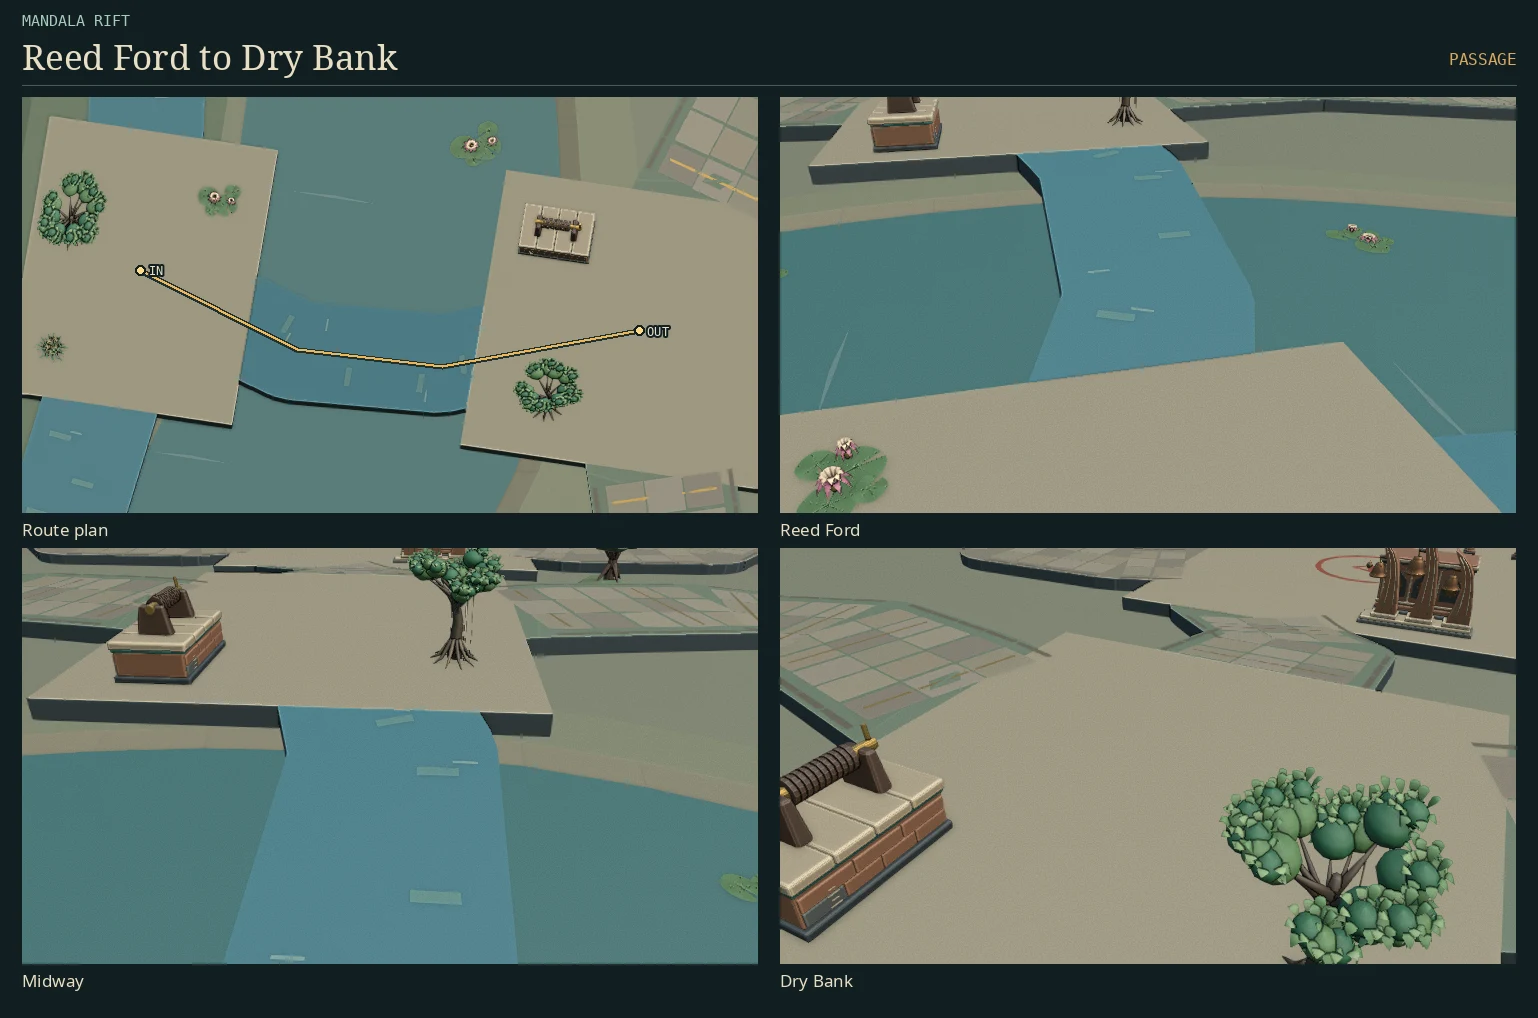 MANDALA RIFT
Reed Ford to Dry Bank
PASSAGE
IN
OUT
Route plan
Reed Ford
Midway
Dry Bank